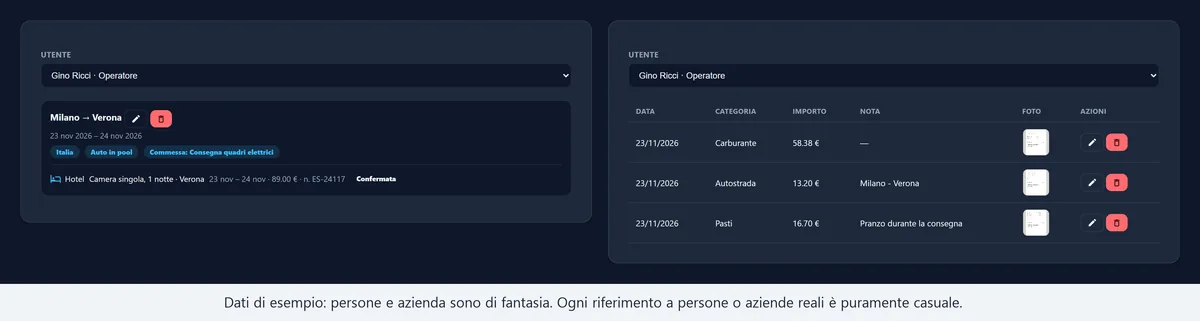 UTENTE
Gino Ricci · Operatore
Milano → Verona
23 nov 2026 – 24 nov 2026
Italia Auto in pool Commessa: Consegna quadri elettrici
Hotel Camera singola, 1 notte · Verona 23 nov – 24 nov · 89.00 € · n. ES-24117 Confermata
UTENTE
Gino Ricci · Operatore
DATA CATEGORIA IMPORTO NOTA FOTO AZIONI
23/11/2026 Carburante 58.38 € —
23/11/2026 Autostrada 13.20 € Milano - Verona
23/11/2026 Pasti 16.70 € Pranzo durante la consegna
Dati di esempio: persone e azienda sono di fantasia. Ogni riferimento a persone o aziende reali è puramente casuale.